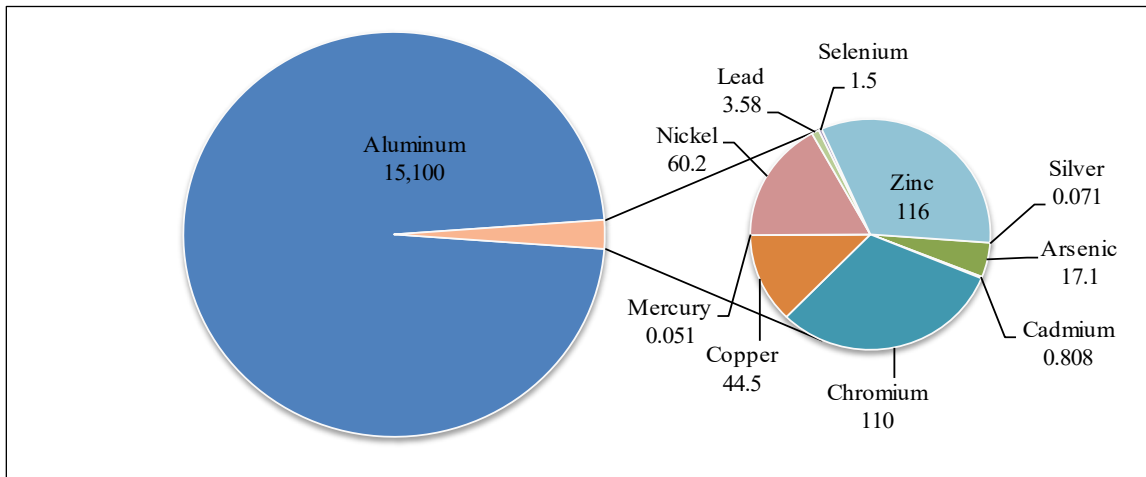 Aluminum
15,100
Selenium
1.5
Lead
3.58
Nickel
60.2
Zinc
116
Silver
0.071
Arsenic
17.1
Mercury
0.051
Cadmium
0.808
Copper
44.5
Chromium
110